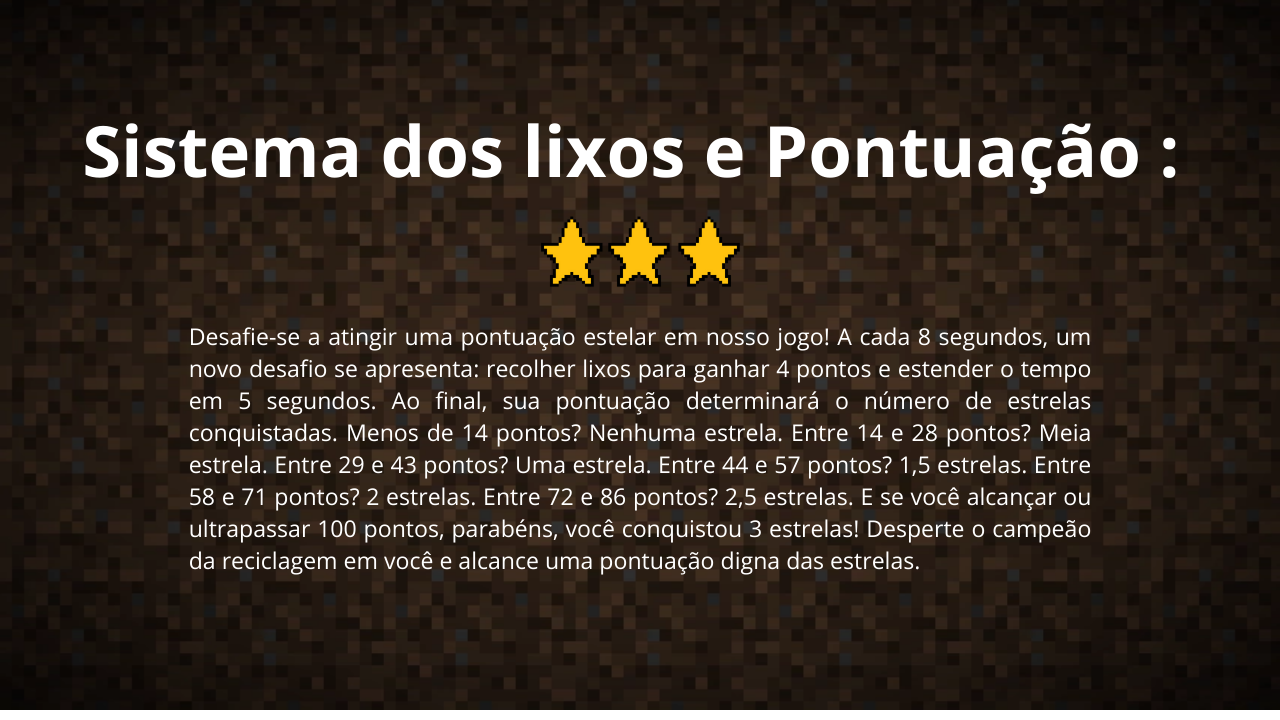 Sistema dos lixos e Pontuação :
Desafie-se a atingir uma pontuação estelar em nosso jogo! A cada 8 segundos, um
novo desafio se apresenta: recolher lixos para ganhar 4 pontos e estender o tempo
em 5 segundos. Ao final, sua pontuação determinará o número de estrelas
conquistadas. Menos de 14 pontos? Nenhuma estrela. Entre 14 e 28 pontos? Meia
estrela. Entre 29 e 43 pontos? Uma estrela. Entre 44 e 57 pontos? 1,5 estrelas. Entre
58 e 71 pontos? 2 estrelas. Entre 72 e 86 pontos? 2,5 estrelas. E se você alcançar ou
ultrapassar 100 pontos, parabéns, você conquistou 3 estrelas! Desperte o campeão
da reciclagem em você e alcance uma pontuação digna das estrelas.